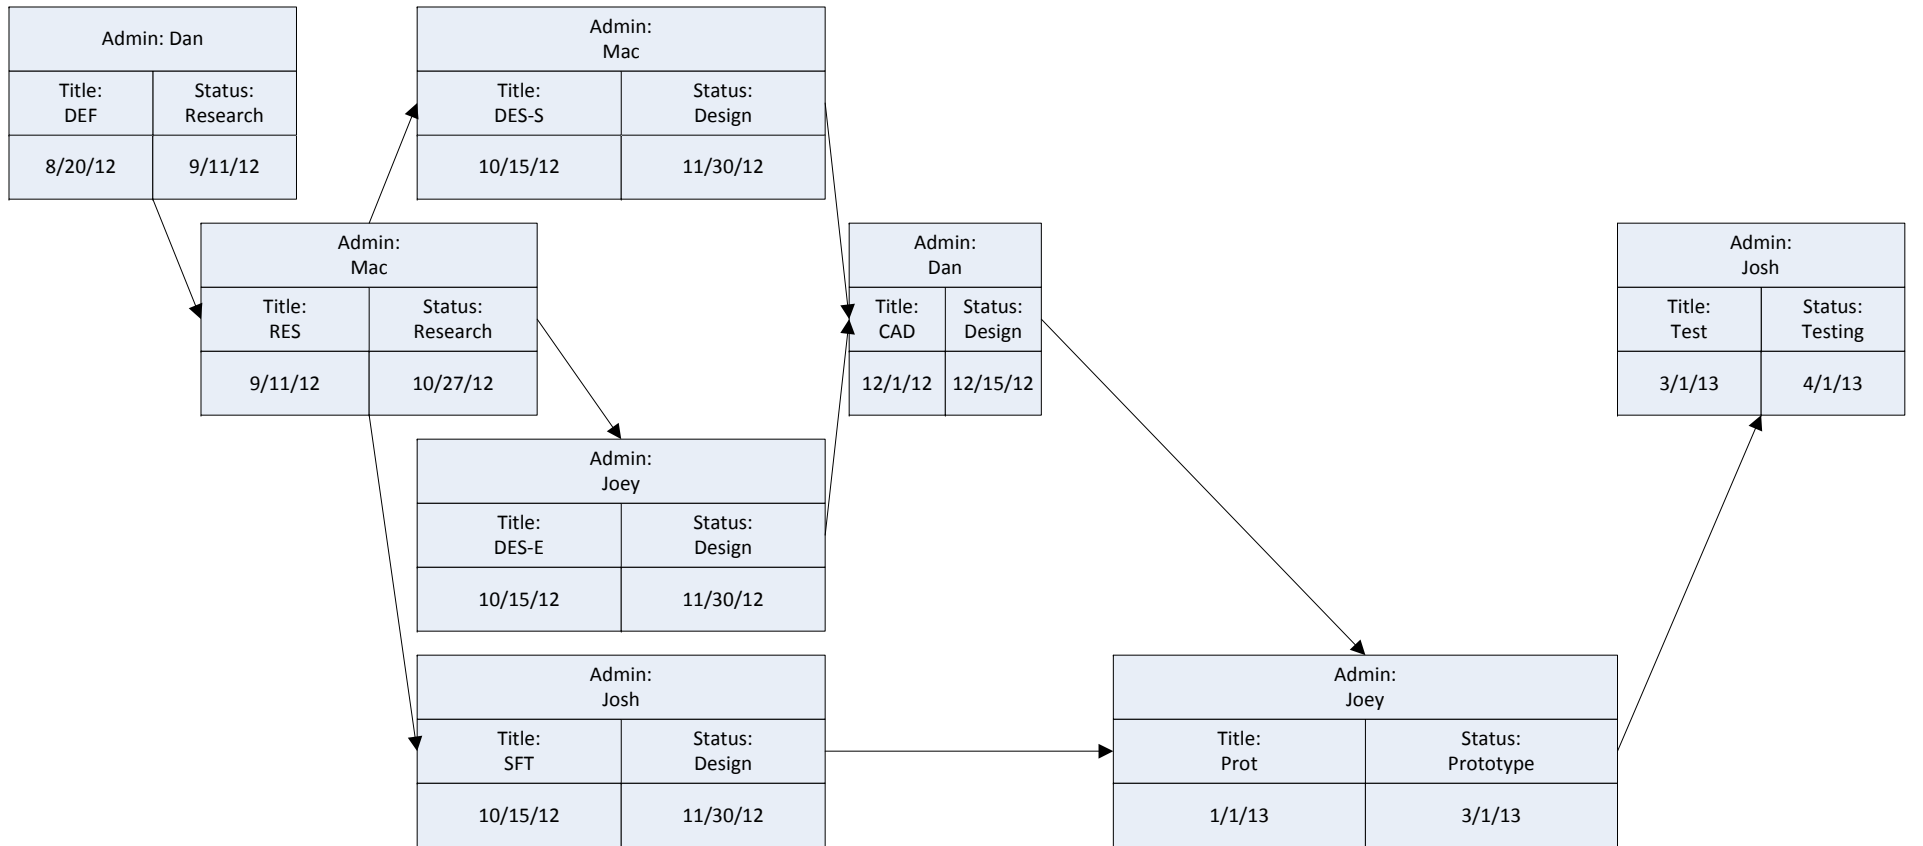 Admin: Dan
Title:
DEF
Status:
Research
8/20/12
9/11/12
Admin:
Mac
Title:
DES-S
Status:
Design
10/15/12
11/30/12
Admin:
Mac
Title:
RES
Status:
Research
9/11/12
10/27/12
Admin:
Dan
Title:
CAD
Status:
Design
12/1/12
12/15/12
Admin:
Josh
Title:
Test
Status:
Testing
3/1/13
4/1/13
Admin:
Joey
Title:
DES-E
Status:
Design
10/15/12
11/30/12
Admin:
Josh
Title:
SFT
Status:
Design
10/15/12
11/30/12
Admin:
Joey
Title:
Prot
Status:
Prototype
1/1/13
3/1/13